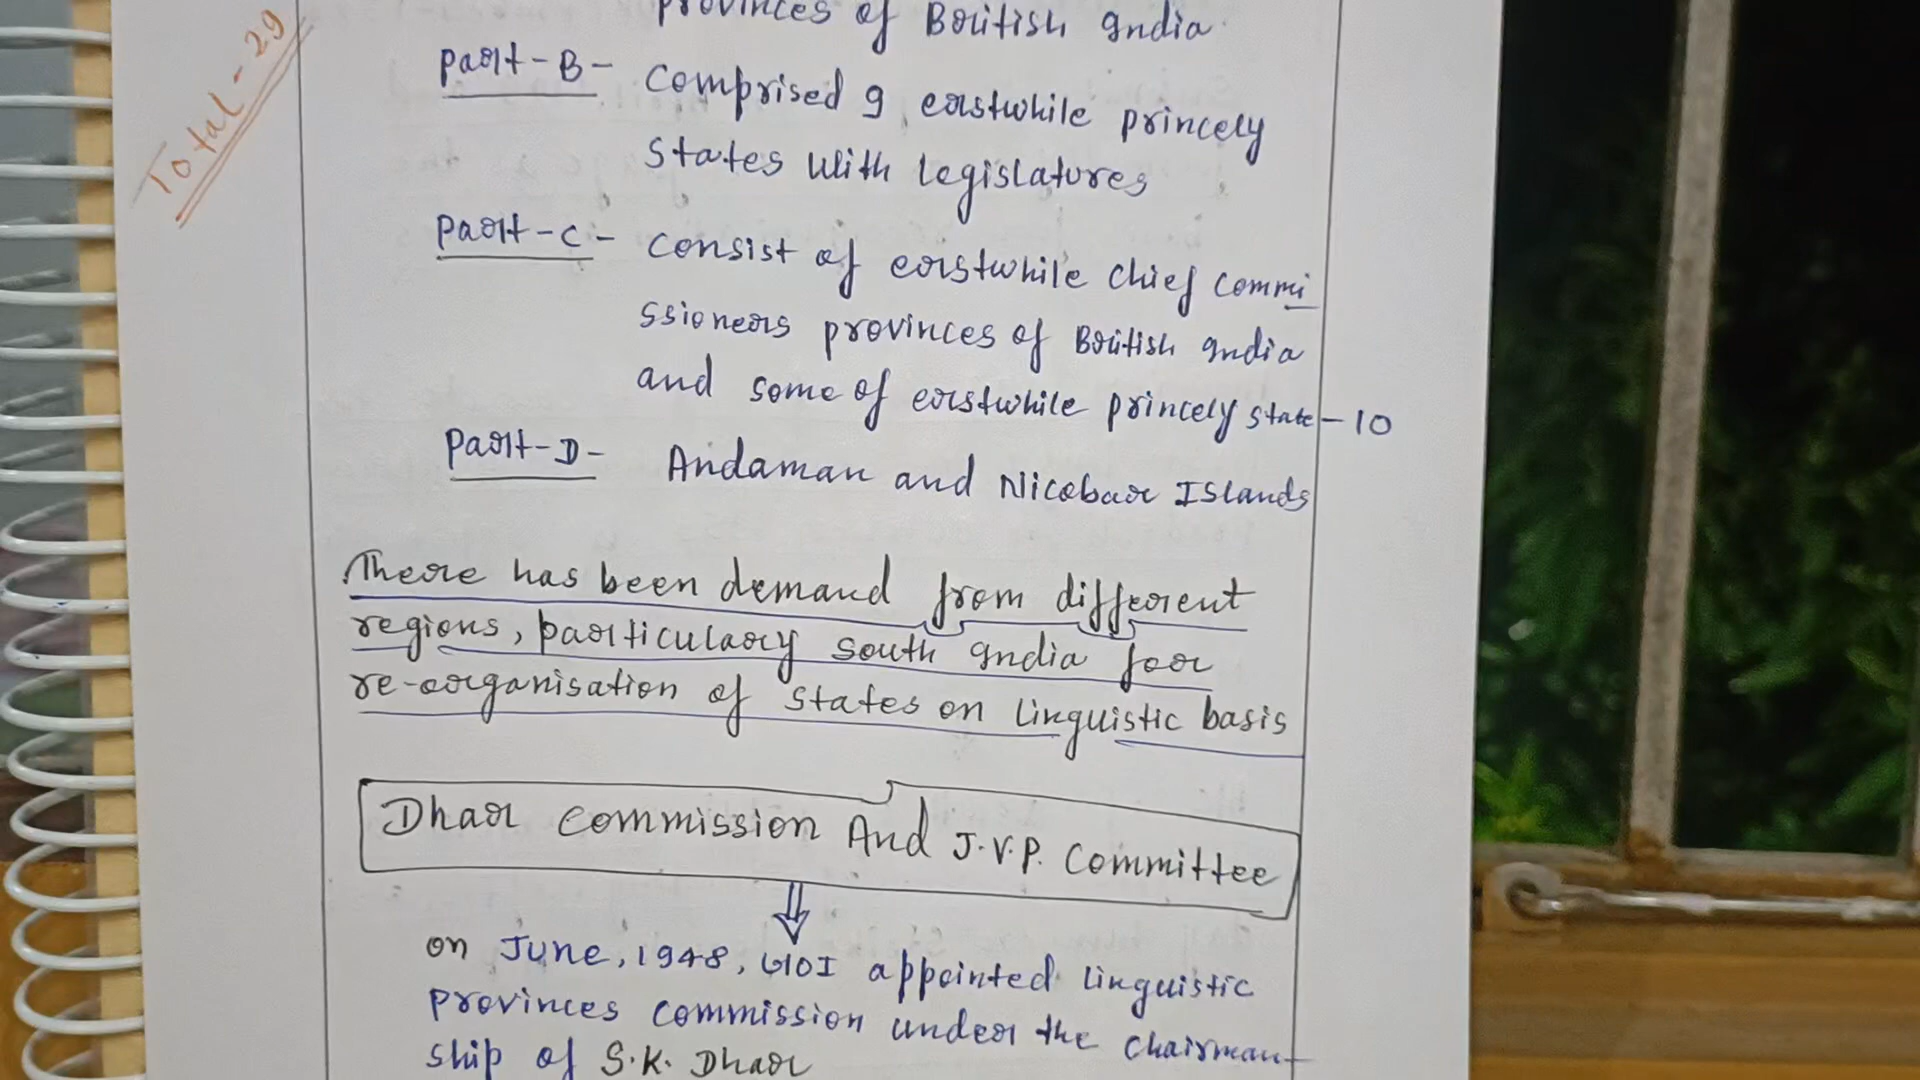 Total - 29
provinces of British India
Part-B- Comprised 9 erstwhile princely
states with legislatures
Part-C- consist of erstwhile chief commi
ssioners provinces of British India
and some of erstwhile princely state-10
Part-D- Andaman and Nicobar Islands
There has been demand from different
regions, particulary south India for
re-organisation of states on linguistic basis
Dhar commission And J.V.P. Committee
on June, 1948, GOI appointed linguistic
provinces commission under the chairman-
ship of S.K. Dhar